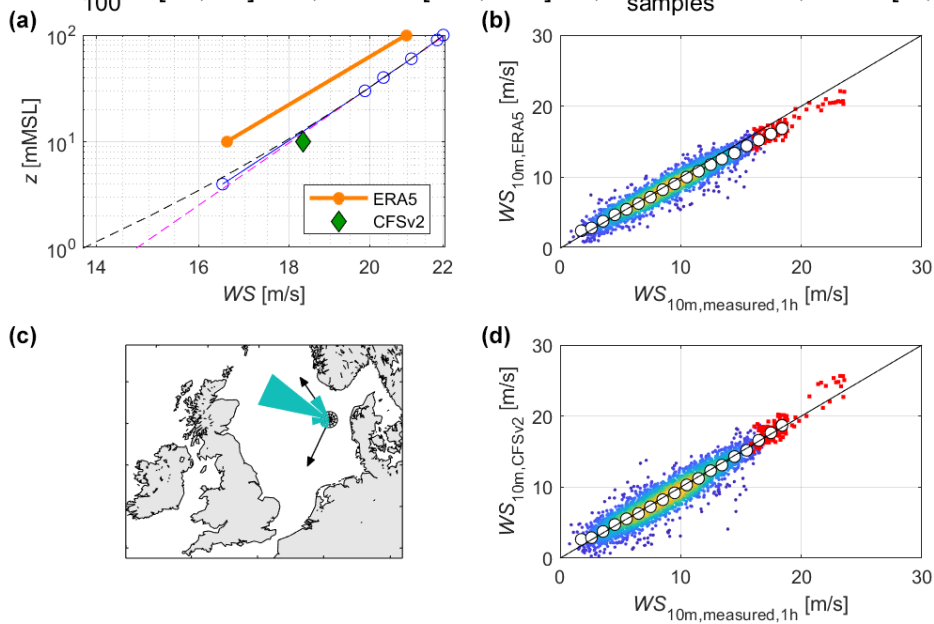 100
samples
(a)
10²
10¹
10⁰
z [mMSL]
14
16
18
20
22
WS [m/s]
ERA5
CFSv2
(b)
30
20
10
0
WS10m,ERA5 [m/s]
0
10
20
30
WS10m,measured,1h [m/s]
(c)
(d)
30
20
10
0
WS10m,CFSv2 [m/s]
0
10
20
30
WS10m,measured,1h [m/s]